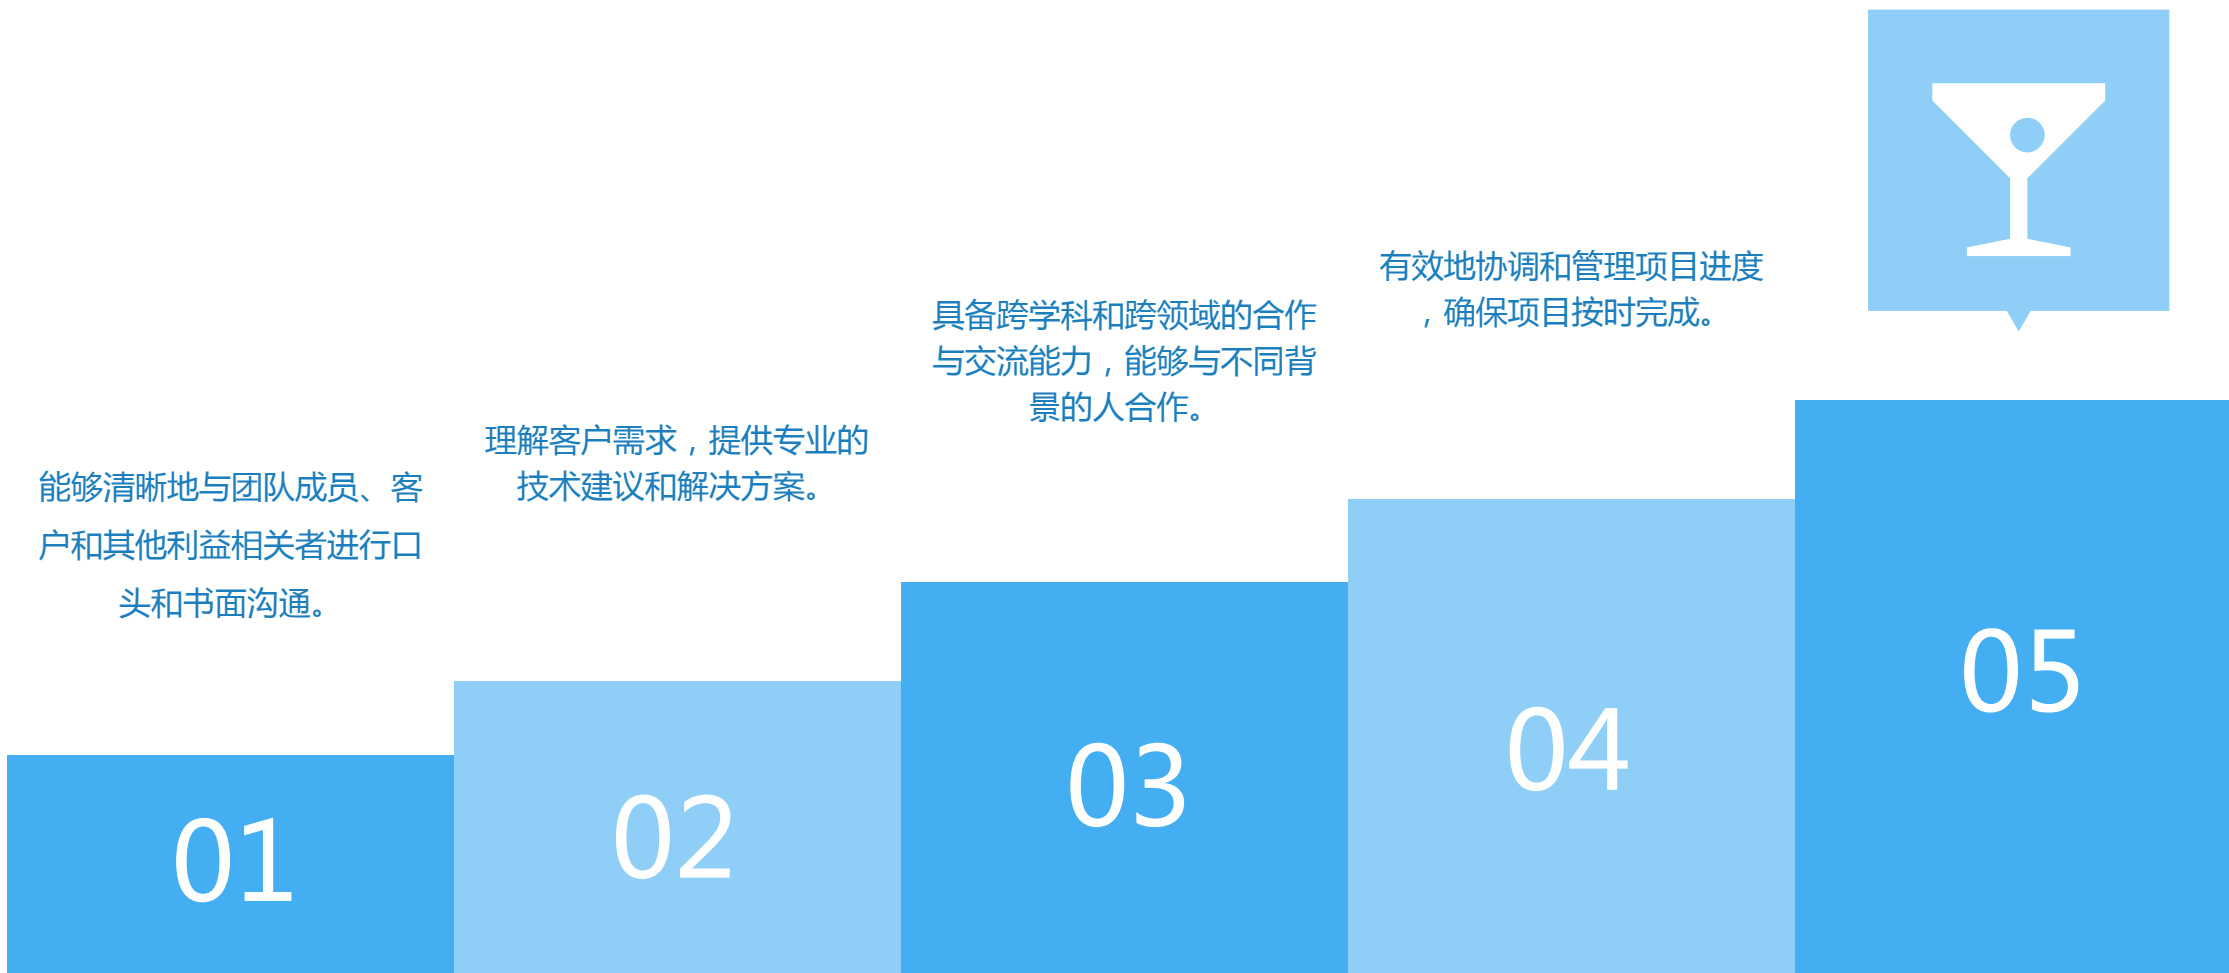 能够清晰地与团队成员、客
户和其他利益相关者进行口
头和书面沟通。
01
理解客户需求，提供专业的
技术建议和解决方案。
02
具备跨学科和跨领域的合作
与交流能力，能够与不同背
景的人合作。
03
有效地协调和管理项目进度
，确保项目按时完成。
04
05